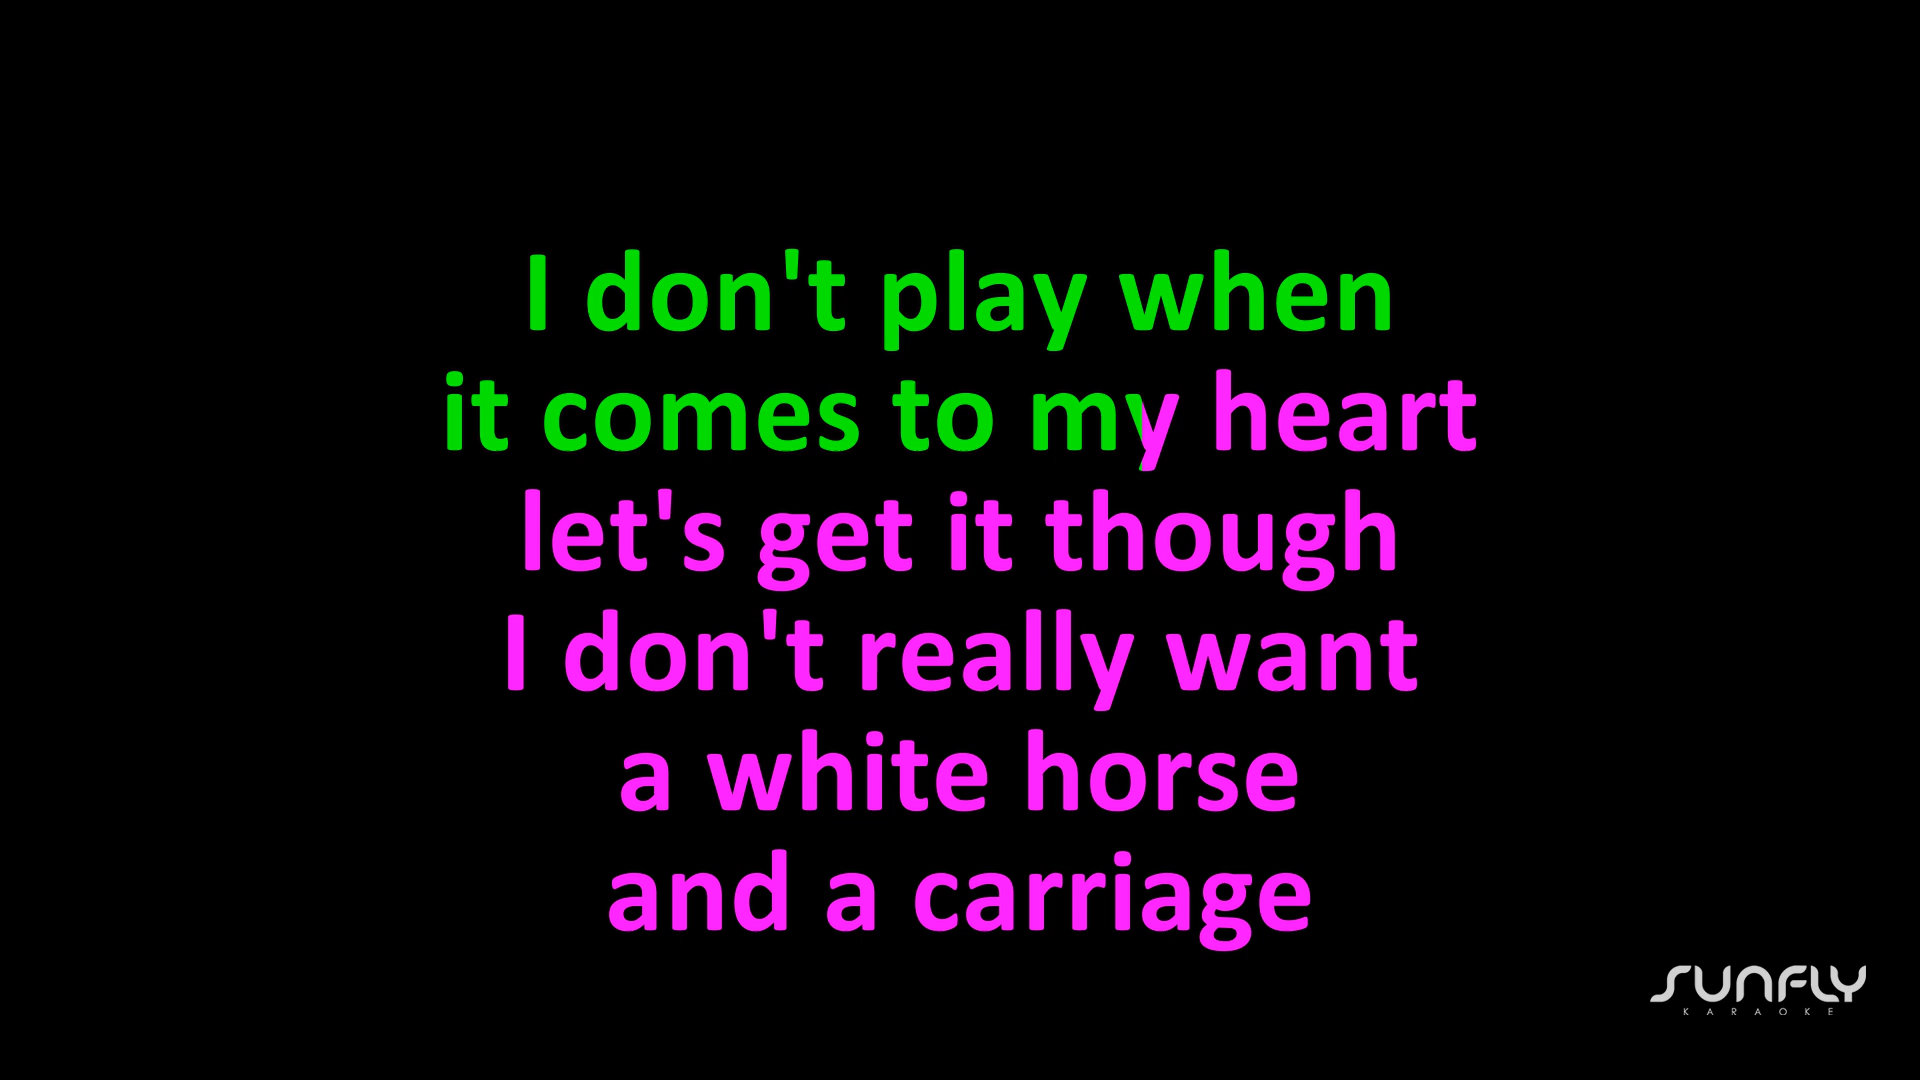 I don't play when
it comes to my heart
let's get it though
I don't really want
a white horse
and a carriage
SUNFLY
KARAOKE